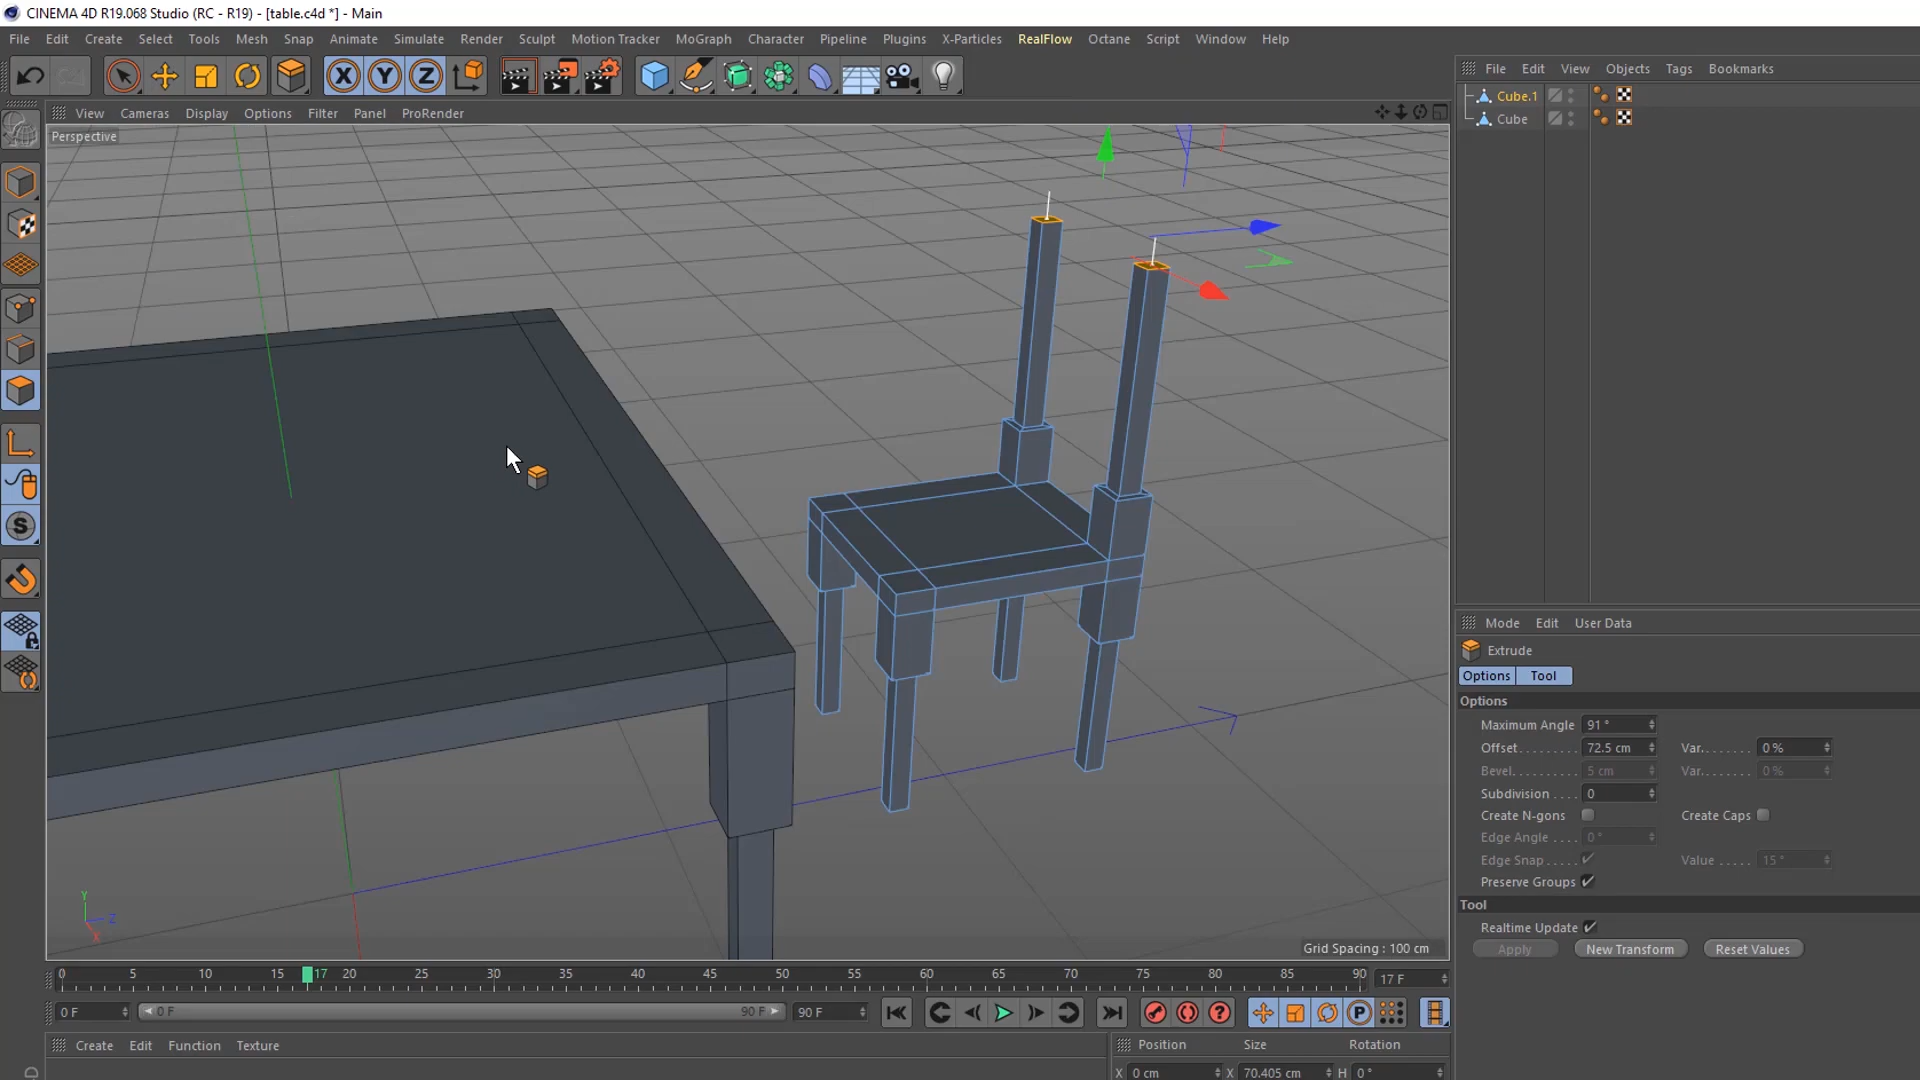 CINEMA 4D R19.068 Studio (RC - R19) - [table.c4d *] - Main
File Edit Create Select Tools Mesh Snap Animate Simulate Render Sculpt Motion Tracker MoGraph Character Pipeline Plugins X-Particles RealFlow Octane Script Window Help
X Y Z
File Edit View Objects Tags Bookmarks
Cube.1
Cube
View Cameras Display Options Filter Panel ProRender
Perspective
S
Y
Z
X
Grid Spacing : 100 cm
Mode Edit User Data
Extrude
Options Tool
Options
Maximum Angle 91 °
Offset......... 72.5 cm Var....... 0 %
Bevel.......... 5 cm Var....... 0 %
Subdivision .... 0
Create N-gons Create Caps
Edge Angle .... 0 °
Edge Snap ..... Value ..... 15 °
Preserve Groups
Tool
Realtime Update
Apply New Transform Reset Values
0 5 10 15 17 20 25 30 35 40 45 50 55 60 65 70 75 80 85 90 17 F
0 F 0 F 90 F 90 F ? P
Create Edit Function Texture
Position Size Rotation
X 0 cm X 70.405 cm H 0 °